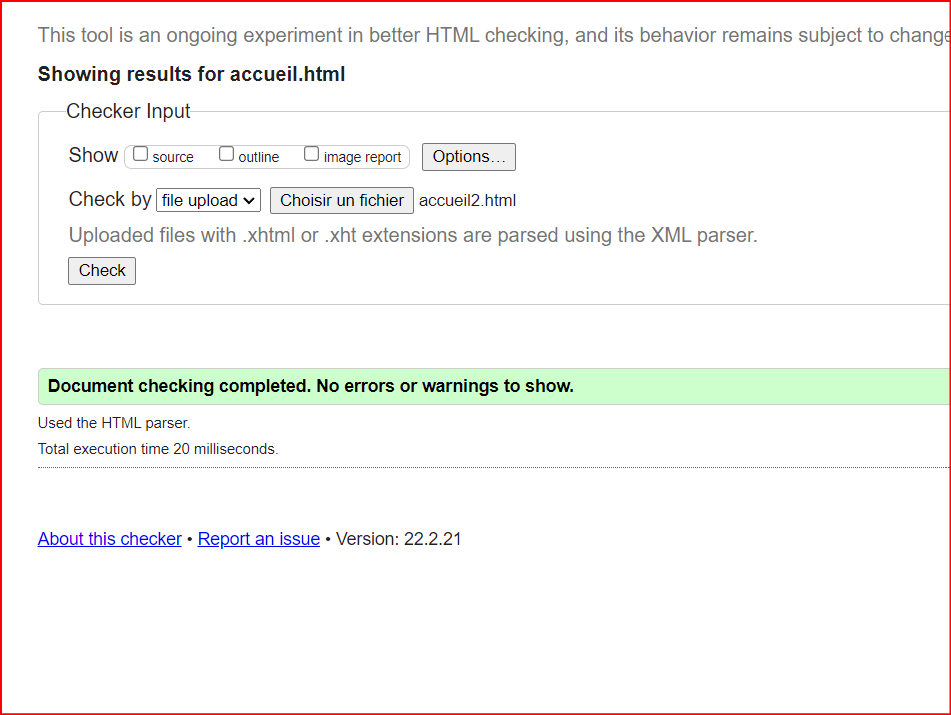 This tool is an ongoing experiment in better HTML checking, and its behavior remains subject to change
Showing results for accueil.html
Checker Input
Show source outline image report Options…
Check by file upload Choisir un fichier accueil2.html
Uploaded files with .xhtml or .xht extensions are parsed using the XML parser.
Check
Document checking completed. No errors or warnings to show.
Used the HTML parser.
Total execution time 20 milliseconds.
About this checker • Report an issue • Version: 22.2.21